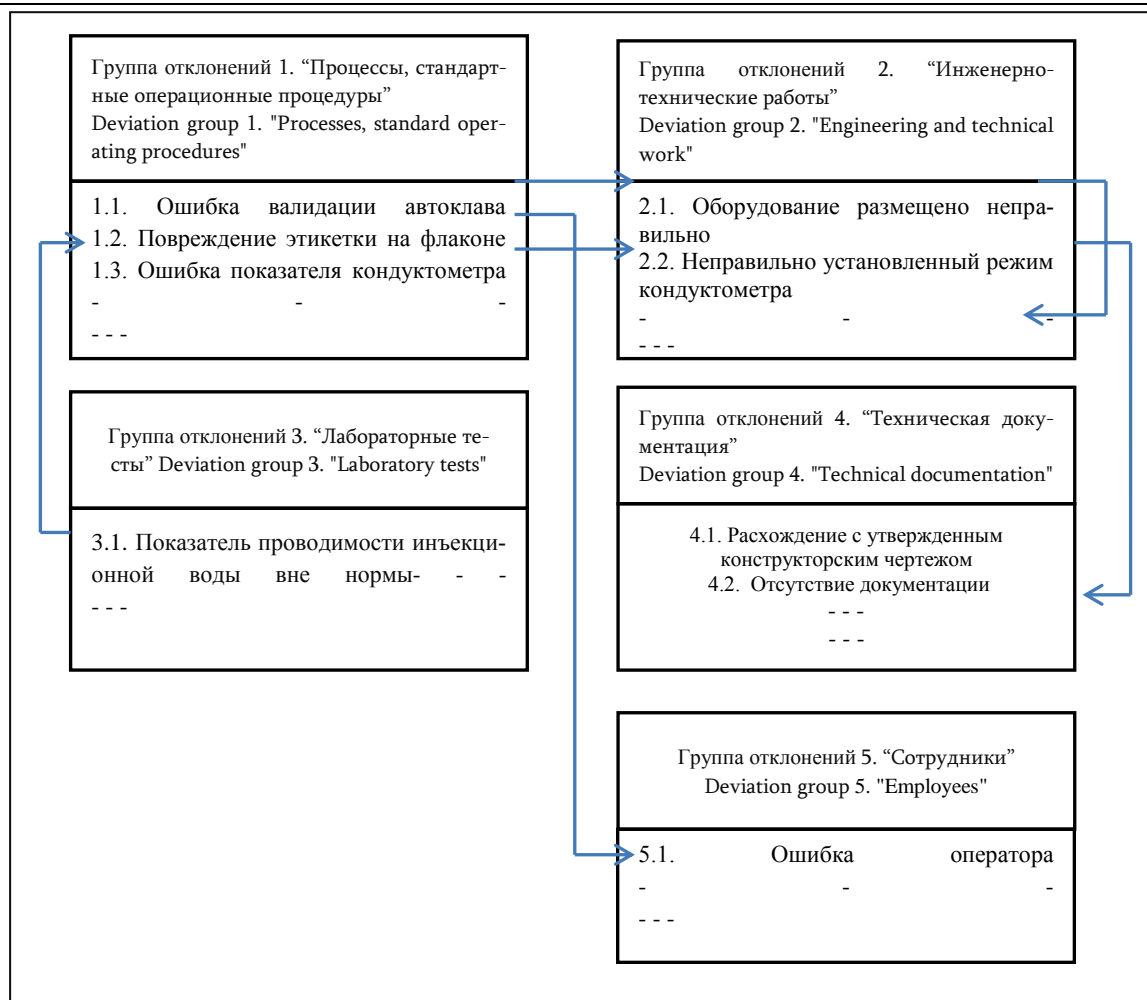 Группа отклонений 1. “Процессы, стандарт-
ные операционные процедуры”
Deviation group 1. "Processes, standard oper-
ating procedures"
1.1. Ошибка валидации автоклава
1.2. Повреждение этикетки на флаконе
1.3. Ошибка показателя кондуктометра
- - -
- - -
Группа отклонений 2. “Инженерно-
технические работы”
Deviation group 2. "Engineering and technical
work"
2.1. Оборудование размещено непра-
вильно
2.2. Неправильно установленный режим
кондуктометра
- - -
- - -
Группа отклонений 3. “Лабораторные те-
сты” Deviation group 3. "Laboratory tests"
3.1. Показатель проводимости инъекци-
онной воды вне нормы- - -
- - -
Группа отклонений 4. “Техническая доку-
ментация”
Deviation group 4. "Technical documentation"
4.1. Расхождение с утвержденным
конструкторским чертежом
4.2. Отсутствие документации
- - -
- - -
Группа отклонений 5. “Сотрудники”
Deviation group 5. "Employees"
5.1. Ошибка оператора
- - -
- - -